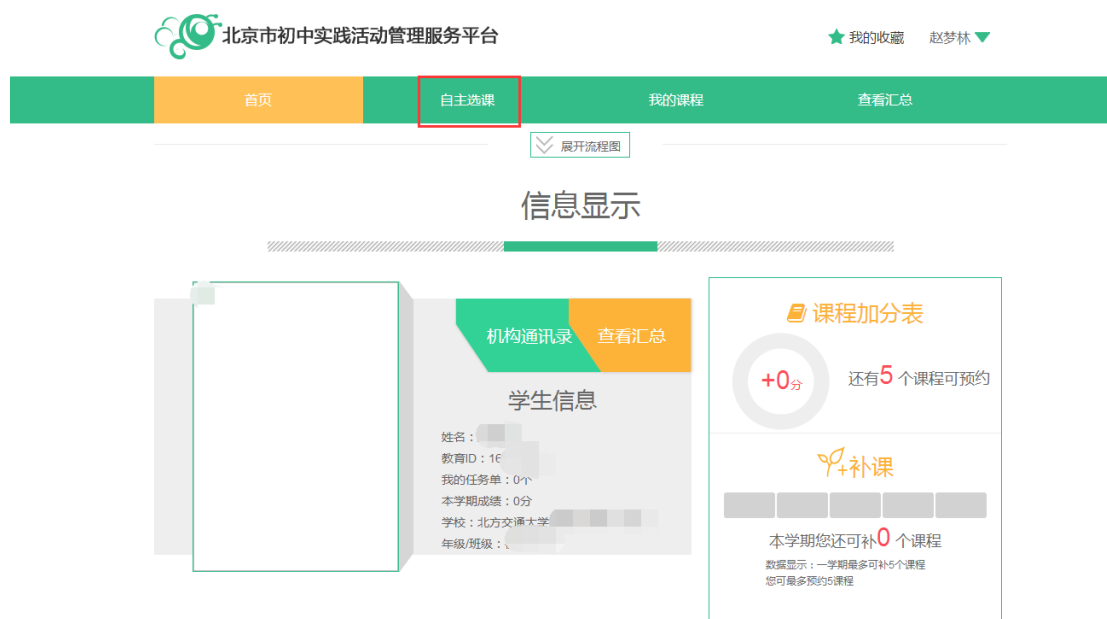 北京市初中实践活动管理服务平台
我的收藏 赵梦林
首页 自主选课 我的课程 查看汇总
展开流程图
信息显示
机构通讯录 查看汇总
学生信息
姓名：
教育ID：16
我的任务单：0个
本学期成绩：0分
学校：北方交通大学
年级/班级：
课程加分表
+0分 还有5个课程可预约
+补课
本学期您还可补0个课程
数据显示：一学期最多可补5个课程
您可最多预约5课程